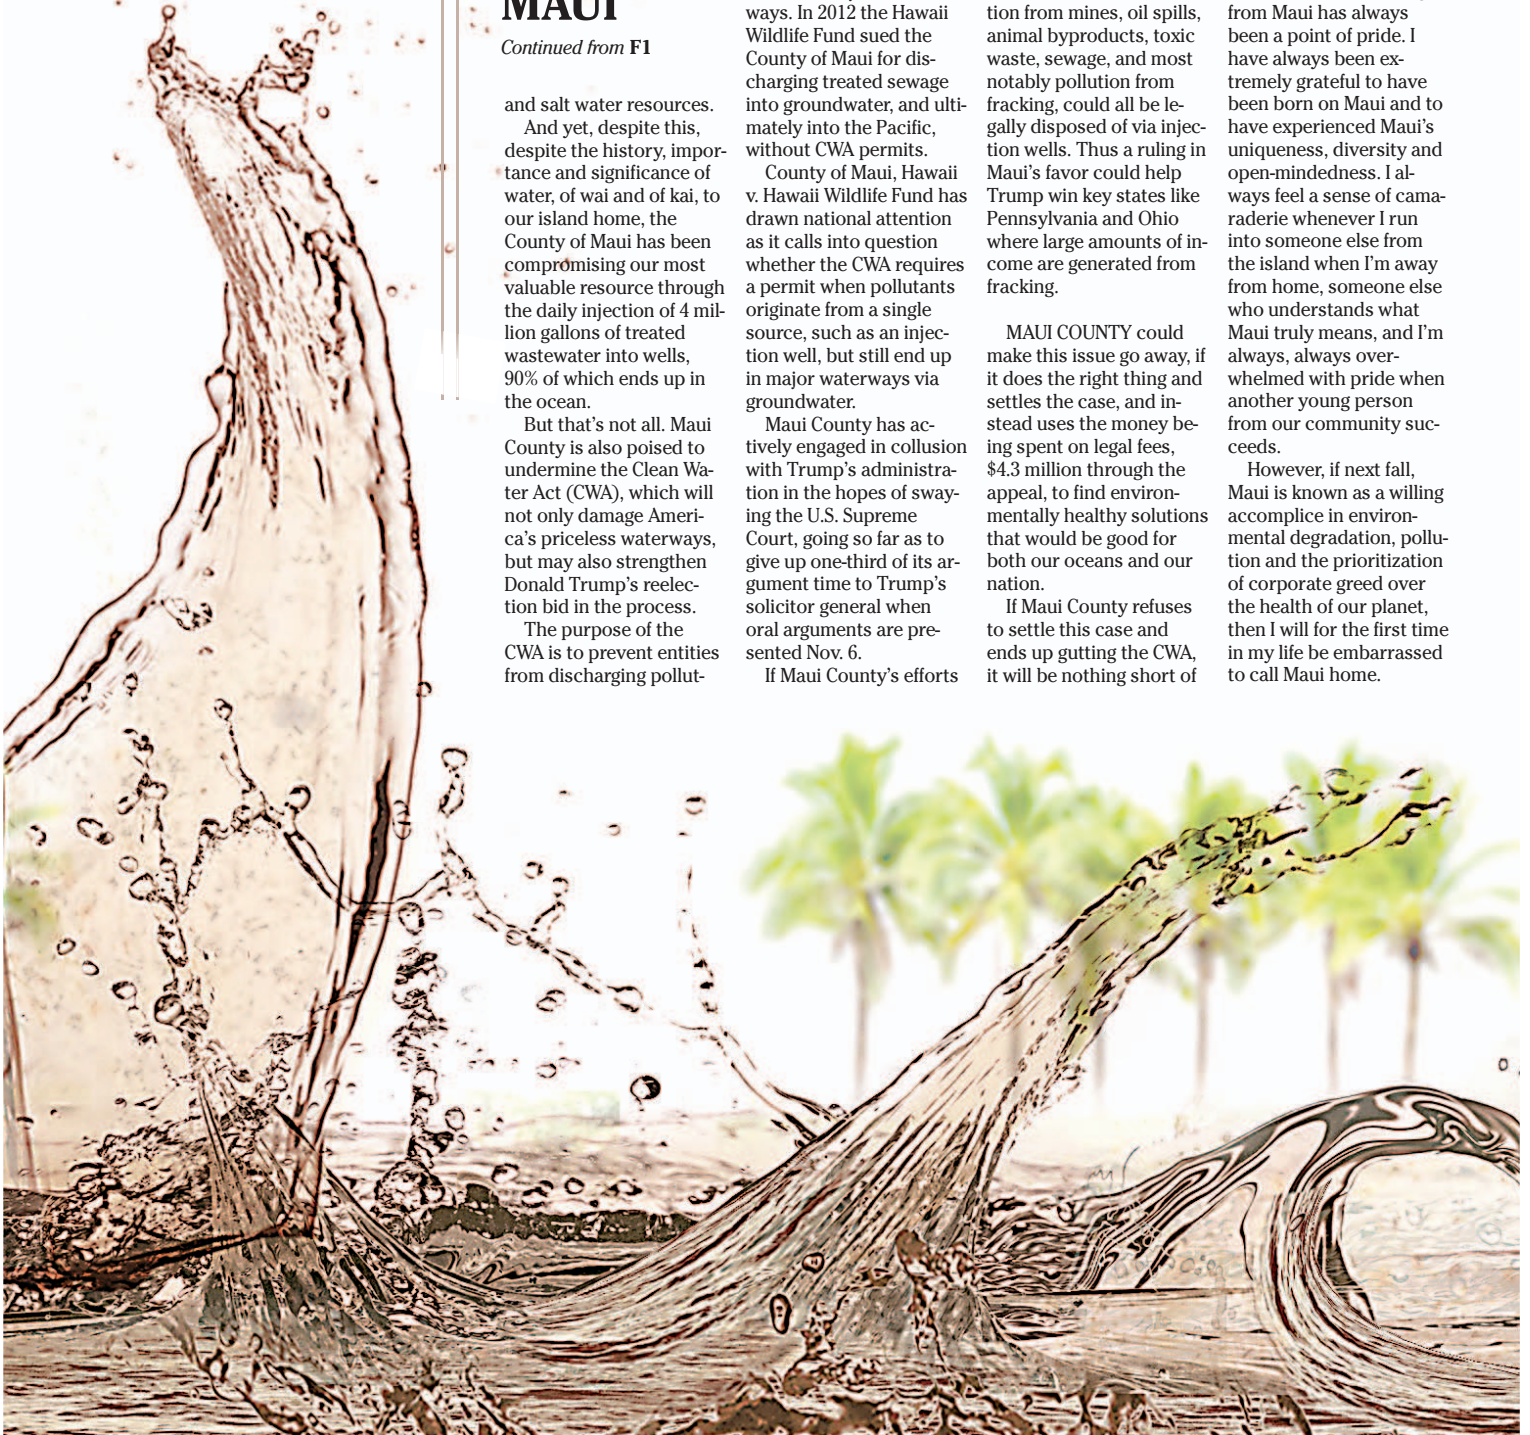 MAUI
Continued from F1
and salt water resources.
And yet, despite this,
despite the history, impor-
tance and significance of
water, of wai and of kai, to
our island home, the
County of Maui has been
compromising our most
valuable resource through
the daily injection of 4 mil-
lion gallons of treated
wastewater into wells,
90% of which ends up in
the ocean.
But that's not all. Maui
County is also poised to
undermine the Clean Wa-
ter Act (CWA), which will
not only damage Ameri-
ca's priceless waterways,
but may also strengthen
Donald Trump's reelec-
tion bid in the process.
The purpose of the
CWA is to prevent entities
from discharging pollut-
ways. In 2012 the Hawaii
Wildlife Fund sued the
County of Maui for dis-
charging treated sewage
into groundwater, and ulti-
mately into the Pacific,
without CWA permits.
County of Maui, Hawaii
v. Hawaii Wildlife Fund has
drawn national attention
as it calls into question
whether the CWA requires
a permit when pollutants
originate from a single
source, such as an injec-
tion well, but still end up
in major waterways via
groundwater.
Maui County has ac-
tively engaged in collusion
with Trump's administra-
tion in the hopes of sway-
ing the U.S. Supreme
Court, going so far as to
give up one-third of its ar-
gument time to Trump's
solicitor general when
oral arguments are pre-
sented Nov. 6.
If Maui County's efforts
tion from mines, oil spills,
animal byproducts, toxic
waste, sewage, and most
notably pollution from
fracking, could all be le-
gally disposed of via injec-
tion wells. Thus a ruling in
Maui's favor could help
Trump win key states like
Pennsylvania and Ohio
where large amounts of in-
come are generated from
fracking.
MAUI COUNTY could
make this issue go away, if
it does the right thing and
settles the case, and in-
stead uses the money be-
ing spent on legal fees,
$4.3 million through the
appeal, to find environ-
mentally healthy solutions
that would be good for
both our oceans and our
nation.
If Maui County refuses
to settle this case and
ends up gutting the CWA,
it will be nothing short of
from Maui has always
been a point of pride. I
have always been ex-
tremely grateful to have
been born on Maui and to
have experienced Maui's
uniqueness, diversity and
open-mindedness. I al-
ways feel a sense of cama-
raderie whenever I run
into someone else from
the island when I'm away
from home, someone else
who understands what
Maui truly means, and I'm
always, always over-
whelmed with pride when
another young person
from our community suc-
ceeds.
However, if next fall,
Maui is known as a willing
accomplice in environ-
mental degradation, pollu-
tion and the prioritization
of corporate greed over
the health of our planet,
then I will for the first time
in my life be embarrassed
to call Maui home.